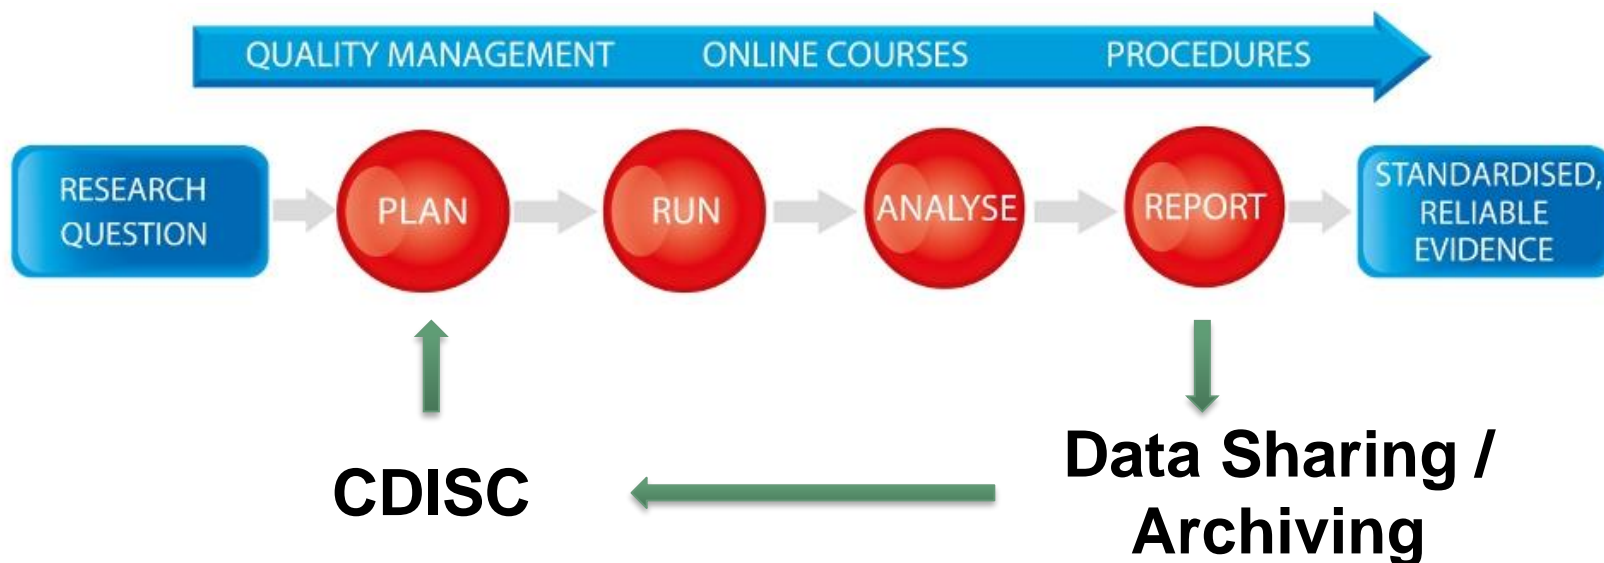 QUALITY MANAGEMENT ONLINE COURSES PROCEDURES
RESEARCH
QUESTION
PLAN
RUN
ANALYSE
REPORT
STANDARDISED,
RELIABLE
EVIDENCE
CDISC
Data Sharing /
Archiving